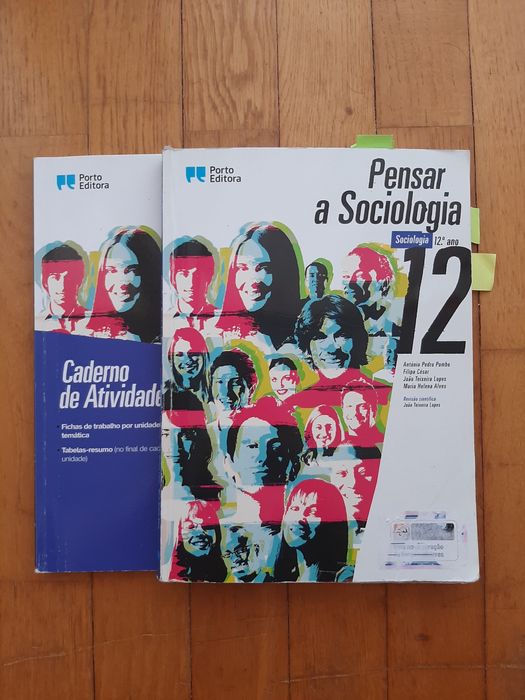 Porto
Editora
Caderno
de Atividade
Fichas de trabalho por unidade
temática
Tabelas-resumo (no final de cad
unidade)
Porto
Editora
Pensar
a Sociologia
Sociologia 12.º ano
12
António Pedro Pombo
Filipa César
João Teixeira Lopes
Maria Helena Alves
Revisão científica
João Teixeira Lopes